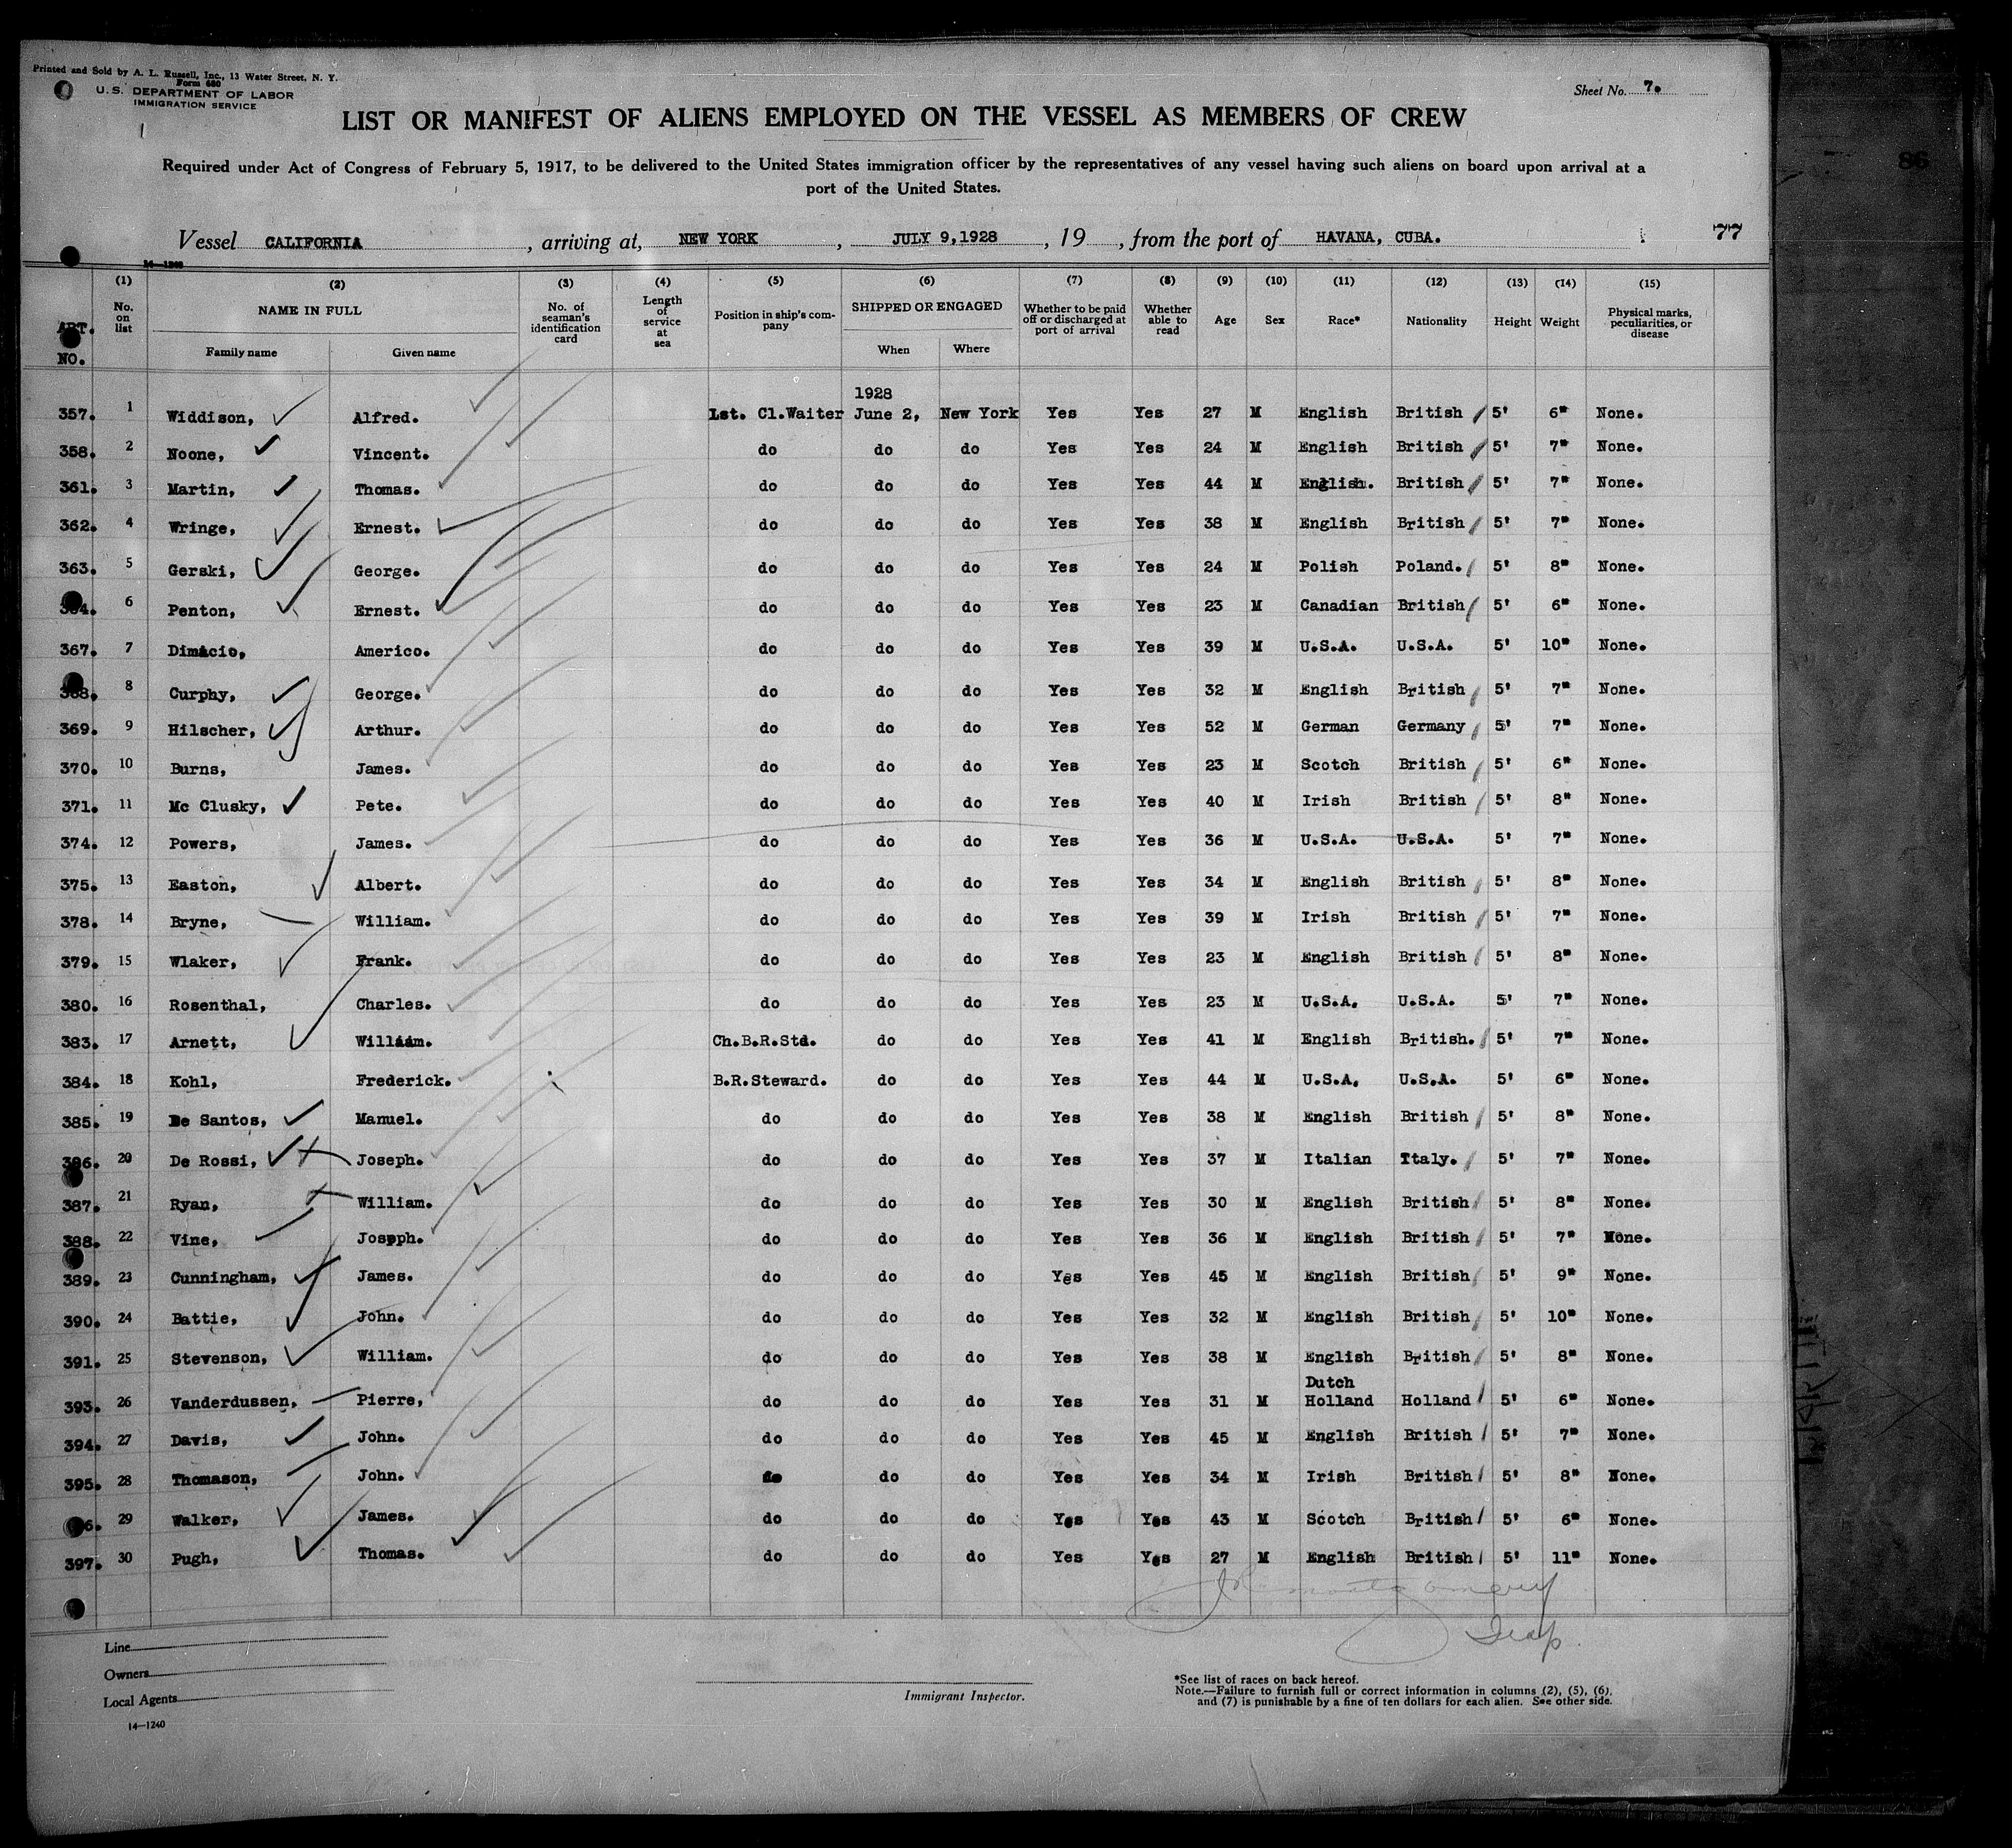 Printed and Sold by A. L. Russell, Inc., 13 Water Street, N. Y.
Form 680
U. S. DEPARTMENT OF LABOR
IMMIGRATION SERVICE
Sheet No. 7.
LIST OR MANIFEST OF ALIENS EMPLOYED ON THE VESSEL AS MEMBERS OF CREW
Required under Act of Congress of February 5, 1917, to be delivered to the United States immigration officer by the representatives of any vessel having such aliens on board upon arrival at a
port of the United States.
86
Vessel CALIFORNIA, arriving at, NEW YORK, JULY 9,1928, 19, from the port of HAVANA, CUBA. 77
14-1240
(1) (2) (3) (4) (5) (6) (7) (8) (9) (10) (11) (12) (13) (14) (15)
ART. NO. No. on list NAME IN FULL Family name Given name No. of seaman's identification card Length of service at sea Position in ship's company SHIPPED OR ENGAGED When Where Whether to be paid off or discharged at port of arrival Whether able to read Age Sex Race* Nationality Height Weight Physical marks, peculiarities, or disease
1928
357. 1 Widdison, Alfred. 1st. Cl.Waiter June 2, New York Yes Yes 27 M English British 5' 6" None.
358. 2 Noone, Vincent. do do do Yes Yes 24 M English British 5' 7" None.
361. 3 Martin, Thomas. do do do Yes Yes 44 M English. British 5' 7" None.
362. 4 Wringe, Ernest. do do do Yes Yes 38 M English British 5' 7" None.
363. 5 Gerski, George. do do do Yes Yes 24 M Polish Poland. 5' 8" None.
6 Penton, Ernest. do do do Yes Yes 23 M Canadian British 5' 6" None.
367. 7 Dimacio, Americo. do do do Yes Yes 39 M U.S.A. U.S.A. 5' 10" None.
368. 8 Curphy, George. do do do Yes Yes 32 M English British 5' 7" None.
369. 9 Hilscher, Arthur. do do do Yes Yes 52 M German Germany 5' 7" None.
370. 10 Burns, James. do do do Yes Yes 23 M Scotch British 5' 6" None.
371. 11 Mc Clusky, Pete. do do do Yes Yes 40 M Irish British 5' 8" None.
374. 12 Powers, James. do do do Yes Yes 36 M U.S.A. U.S.A. 5' 7" None.
375. 13 Easton, Albert. do do do Yes Yes 34 M English British 5' 8" None.
378. 14 Bryne, William. do do do Yes Yes 39 M Irish British 5' 7" None.
379. 15 Wlaker, Frank. do do do Yes Yes 23 M English British 5' 8" None.
380. 16 Rosenthal, Charles. do do do Yes Yes 23 M U.S.A. U.S.A. 5' 7" None.
383. 17 Arnett, William. Ch.B.R.Std. do do Yes Yes 41 M English British. 5' 7" None.
384. 18 Kohl, Frederick. B.R.Steward. do do Yes Yes 44 M U.S.A. U.S.A. 5' 6" None.
385. 19 De Santos, Manuel. do do do Yes Yes 38 M English British 5' 8" None.
386. 20 De Rossi, Joseph. do do do Yes Yes 37 M Italian Italy. 5' 7" None.
387. 21 Ryan, William. do do do Yes Yes 30 M English British 5' 8" None.
388. 22 Vine, Joseph. do do do Yes Yes 36 M English British 5' 7" None.
389. 23 Cunningham, James. do do do Yes Yes 45 M English British 5' 9" None.
390. 24 Battie, John. do do do Yes Yes 32 M English British 5' 10" None.
391. 25 Stevenson, William. do do do Yes Yes 38 M English British 5' 8" None.
393. 26 Vanderdussen, Pierre, do do do Yes Yes 31 M Dutch Holland Holland 5' 6" None.
394. 27 Davis, John. do do do Yes Yes 45 M English British 5' 7" None.
395. 28 Thomason, John. do do do Yes Yes 34 M Irish British 5' 8" None.
29 Walker, James. do do do Yes Yes 43 M Scotch British 5' 6" None.
397. 30 Pugh, Thomas. do do do Yes Yes 27 M English British 5' 11" None.
Montgomery
Line
Owners
Local Agents
14-1240
Immigrant Inspector.
*See list of races on back hereof.
Note.—Failure to furnish full or correct information in columns (2), (5), (6),
and (7) is punishable by a fine of ten dollars for each alien. See other side.